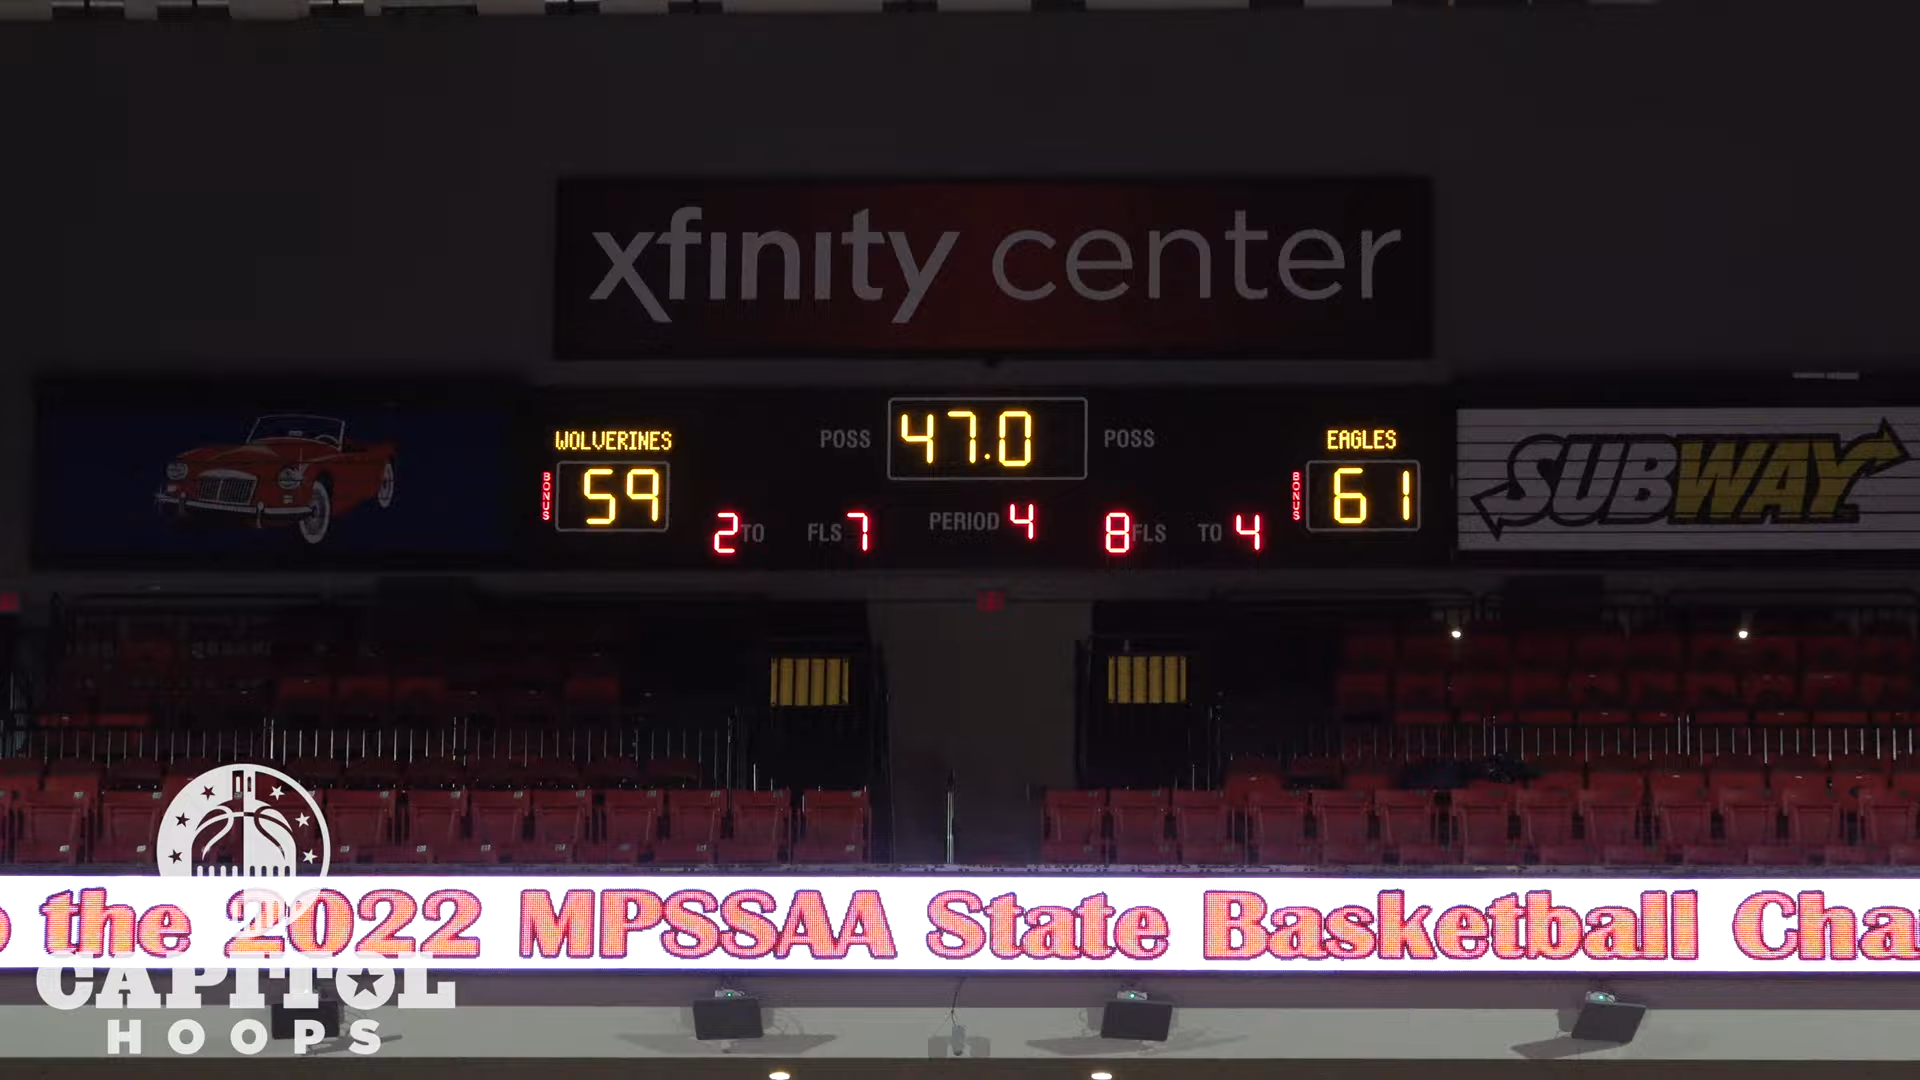 xfinity center
WOLVERINES
POSS
47.0
POSS
EAGLES
BONUS
59
BONUS
61
SUBWAY
2 TO
FLS 7
PERIOD 4
8 FLS
TO 4
the 2022 MPSSAA State Basketball Cha
CAPITOL
HOOPS